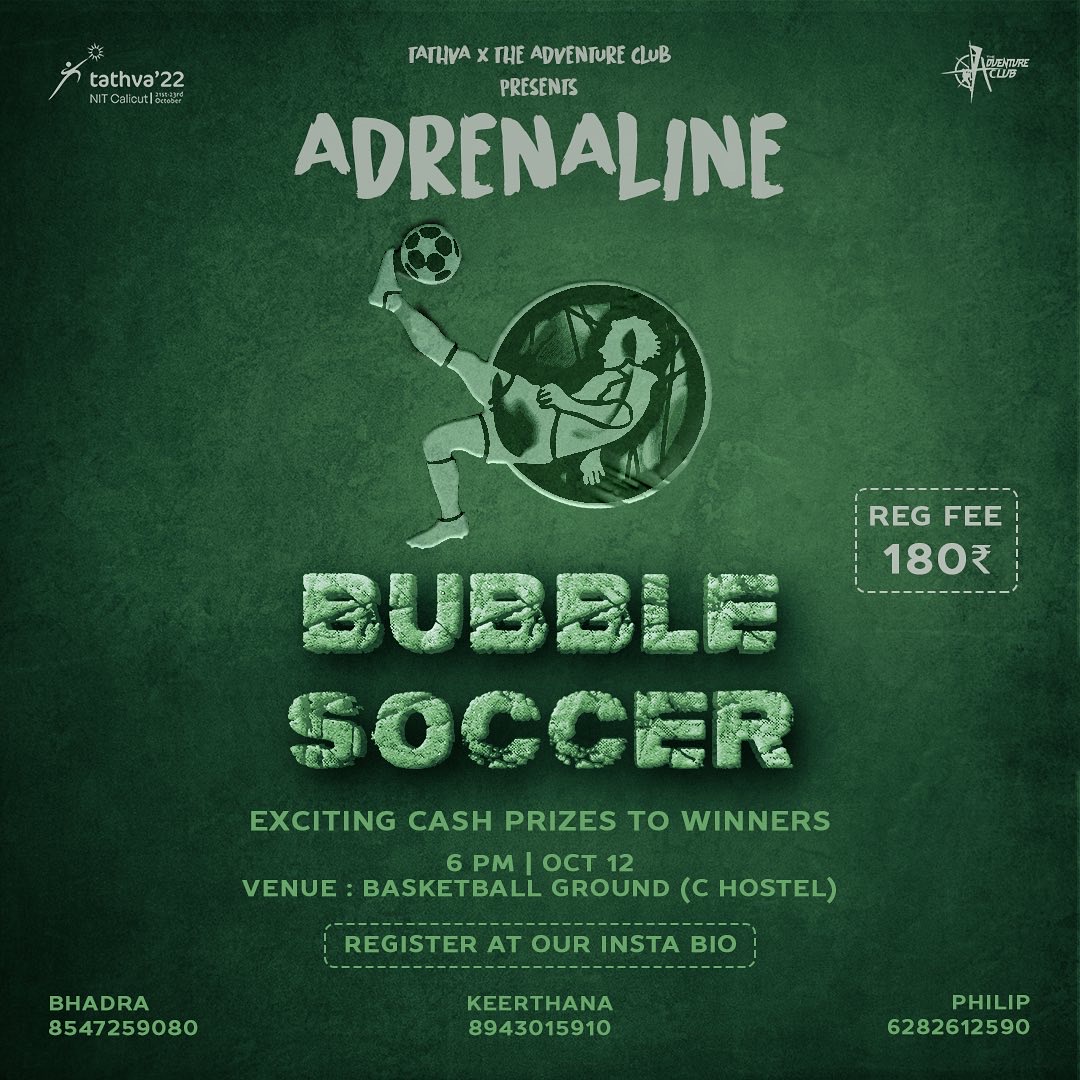 tathva'22
NIT Calicut | 21st-23rd October
TATHVA X THE ADVENTURE CLUB
PRESENTS
THE ADVENTURE
CLUB
ADRENALINE
REG FEE
180₹
BUBBLE
SOCCER
EXCITING CASH PRIZES TO WINNERS
6 PM | OCT 12
VENUE : BASKETBALL GROUND (C HOSTEL)
REGISTER AT OUR INSTA BIO
BHADRA
8547259080
KEERTHANA
8943015910
PHILIP
6282612590